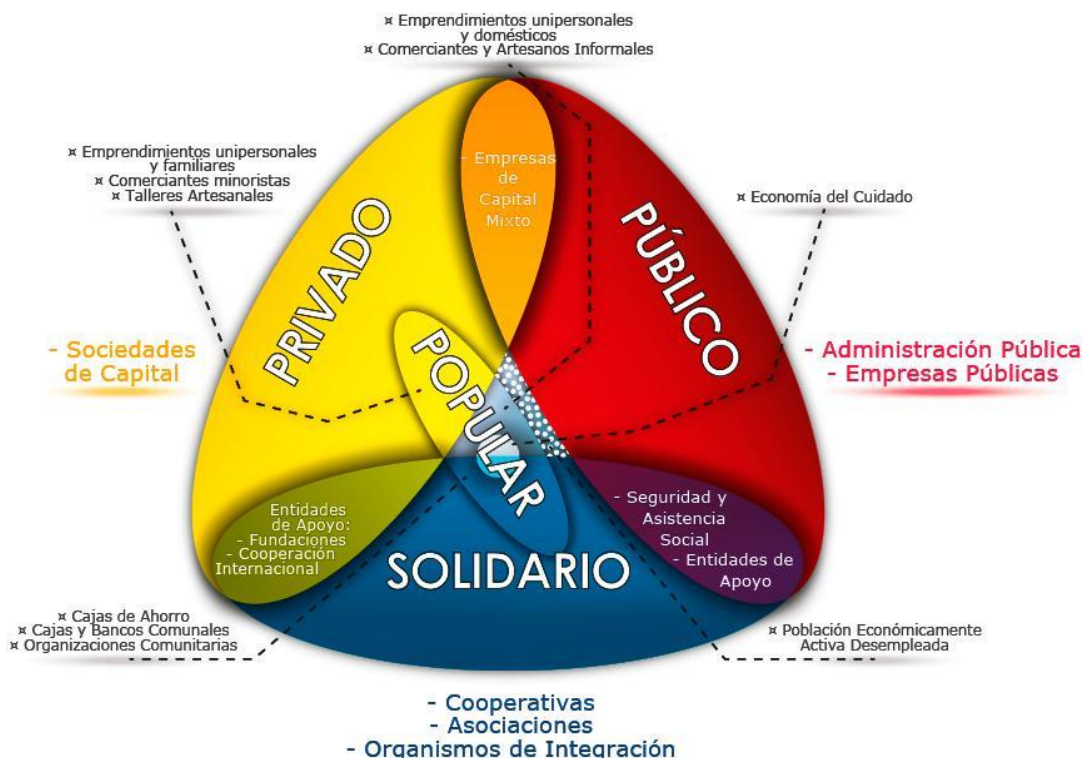 ¤ Emprendimientos unipersonales
y domésticos
¤ Comerciantes y Artesanos Informales
¤ Emprendimientos unipersonales
y familiares
¤ Comerciantes minoristas
¤ Talleres Artesanales
- Empresas
de
Capital
Mixto
¤ Economía del Cuidado
PRIVADO
PÚBLICO
- Sociedades
de Capital
POPULAR
- Administración Pública
- Empresas Públicas
Entidades
de Apoyo:
- Fundaciones
- Cooperación
Internacional
- Seguridad y
Asistencia
Social
- Entidades de
Apoyo
SOLIDARIO
¤ Cajas de Ahorro
¤ Cajas y Bancos Comunales
¤ Organizaciones Comunitarias
¤ Población Económicamente
Activa Desempleada
- Cooperativas
- Asociaciones
- Organismos de Integración